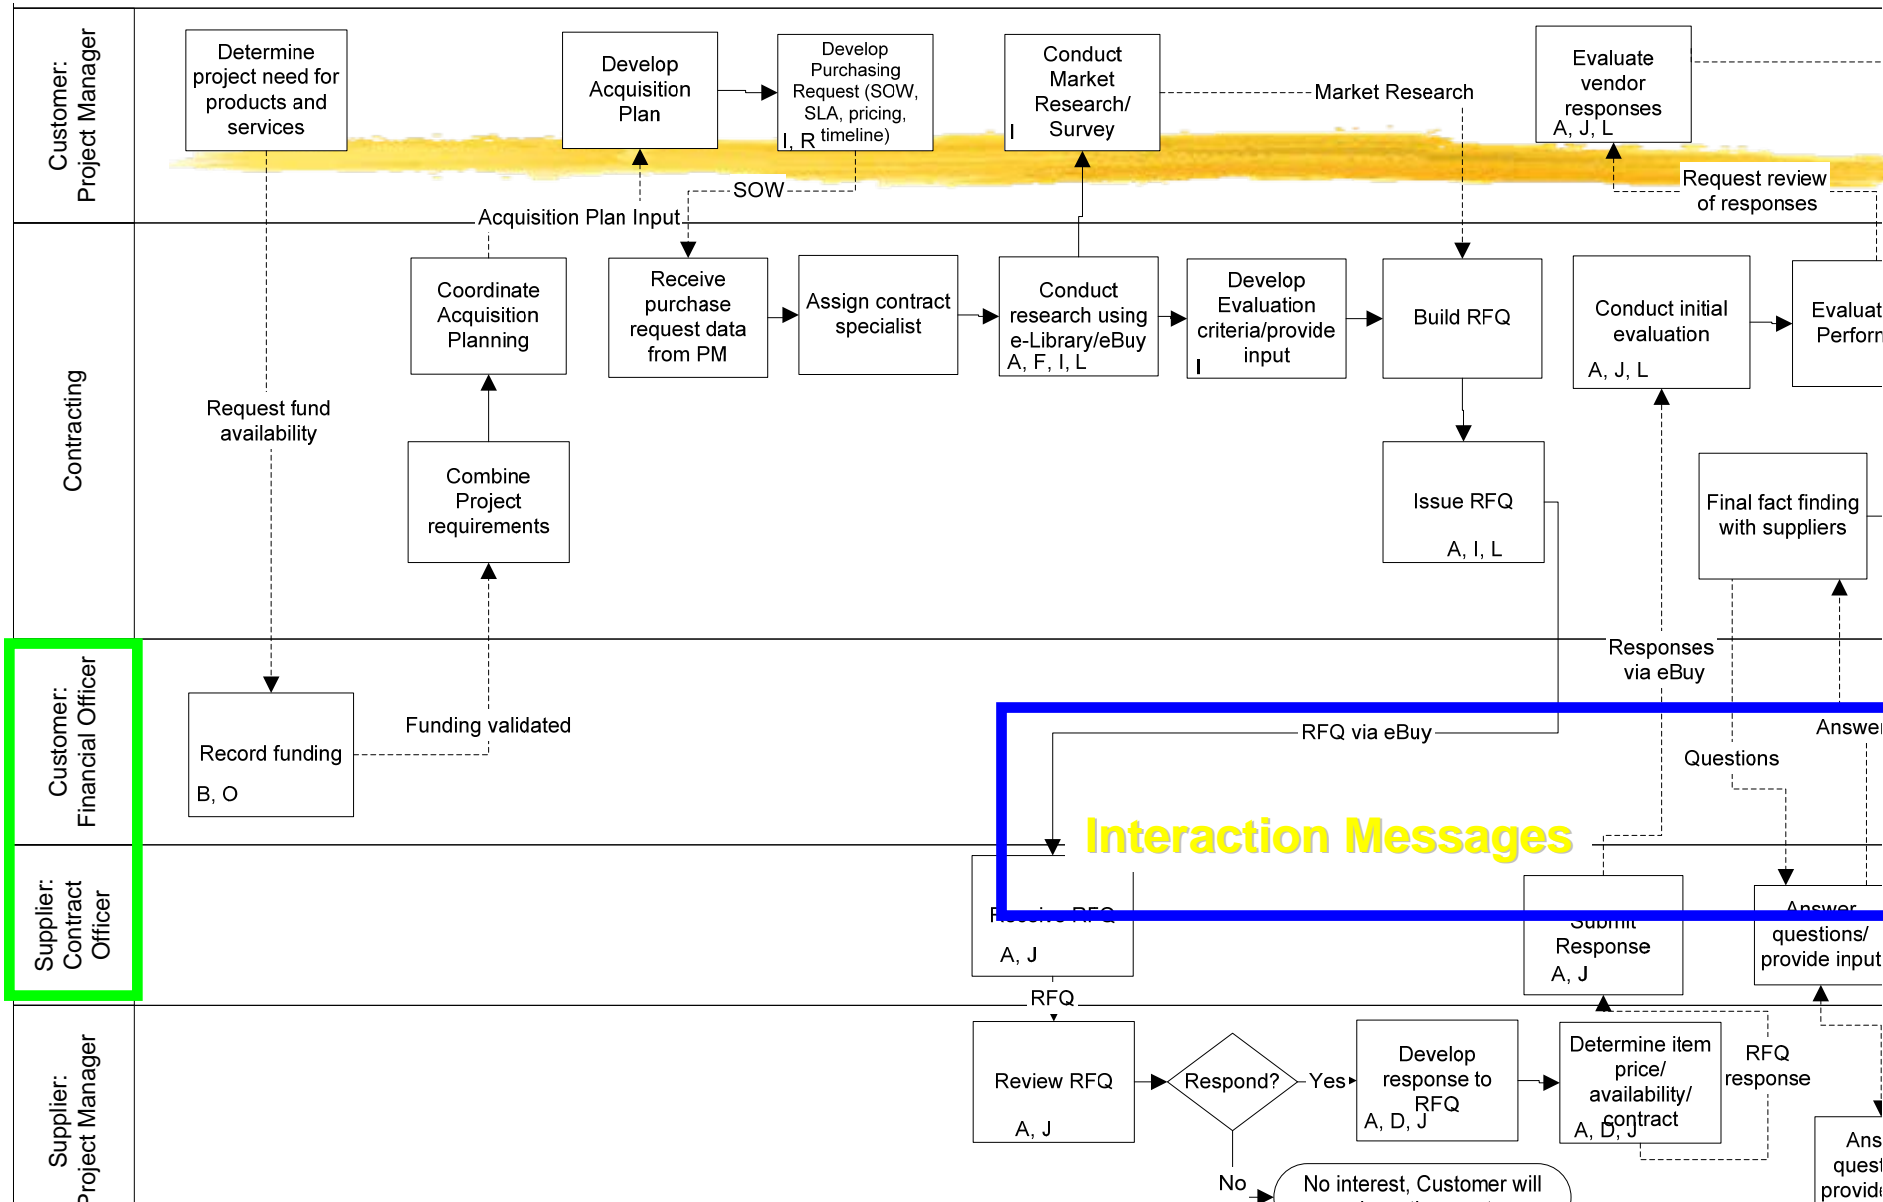 Customer:
Project Manager
Determine
project need for
products and
services
Develop
Acquisition
Plan
Develop
Purchasing
Request (SOW,
SLA, pricing,
timeline)
I, R
Conduct
Market
Research/
Survey
I
Market Research
Evaluate
vendor
responses
A, J, L
SOW
Request review
of responses
Acquisition Plan Input
Contracting
Coordinate
Acquisition
Planning
Receive
purchase
request data
from PM
Assign contract
specialist
Conduct
research using
e-Library/eBuy
A, F, I, L
Develop
Evaluation
criteria/provide
input
I
Build RFQ
Conduct initial
evaluation
A, J, L
Request fund
availability
Combine
Project
requirements
Issue RFQ
A, I, L
Final fact finding
with suppliers
Customer:
Financial Officer
Responses
via eBuy
Record funding
B, O
Funding validated
RFQ via eBuy
Questions
Interaction Messages
Supplier:
Contract
Officer
Receive RFQ
A, J
Submit
Response
A, J
Answer
questions/
provide input
RFQ
Supplier:
Project Manager
Review RFQ
A, J
Respond?
Yes
No
Develop
response to
RFQ
A, D, J
Determine item
price/
availability/
contract
A, D, J
RFQ
response
No interest, Customer will